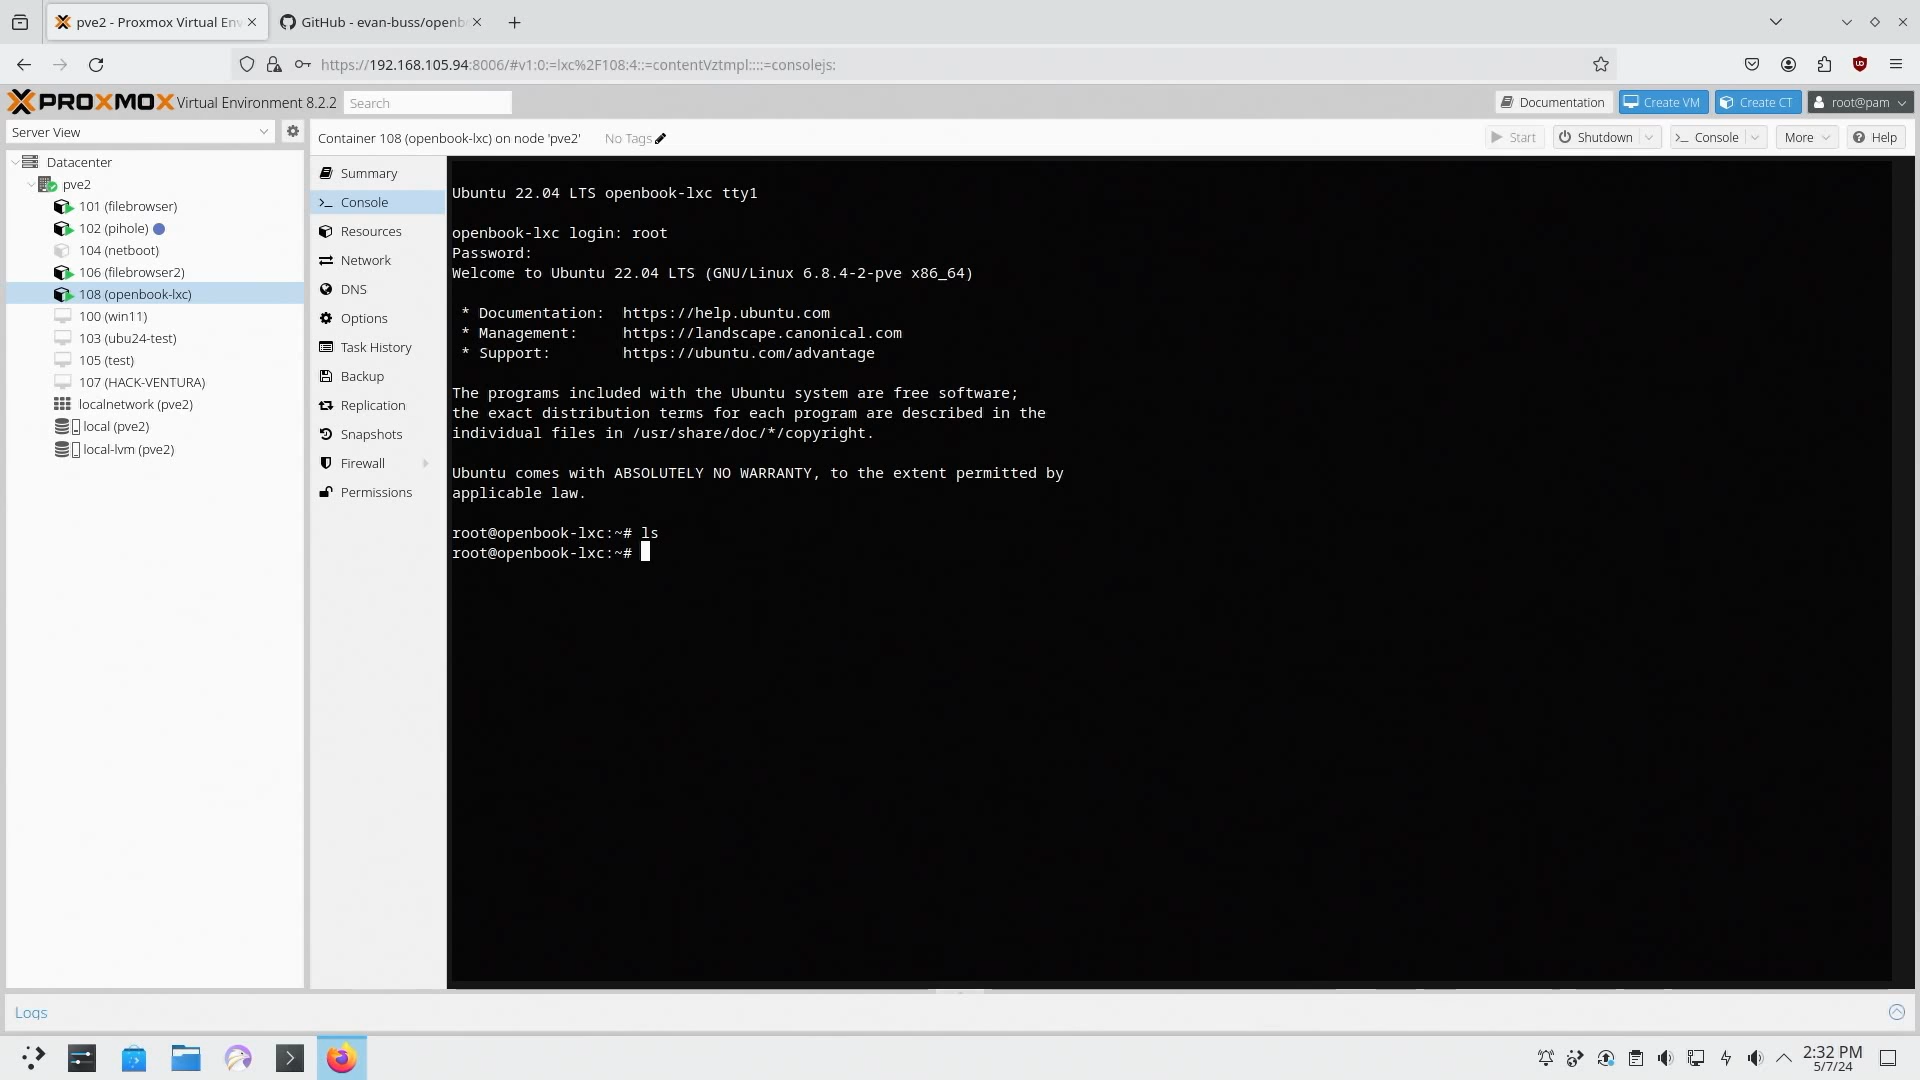 pve2 - Proxmox Virtual En
GitHub - evan-buss/openb
https://192.168.105.94:8006/#v1:0:=lxc%2F108:4::=contentVztmpl::::=consolejs:
PROXMOX Virtual Environment 8.2.2 Search
Documentation Create VM Create CT root@pam
Server View
Container 108 (openbook-lxc) on node 'pve2' No Tags
Start Shutdown Console More Help
Datacenter
pve2
101 (filebrowser)
102 (pihole)
104 (netboot)
106 (filebrowser2)
108 (openbook-lxc)
100 (win11)
103 (ubu24-test)
105 (test)
107 (HACK-VENTURA)
localnetwork (pve2)
local (pve2)
local-lvm (pve2)
Summary
Console
Resources
Network
DNS
Options
Task History
Backup
Replication
Snapshots
Firewall
Permissions
Ubuntu 22.04 LTS openbook-lxc tty1
openbook-lxc login: root
Password:
Welcome to Ubuntu 22.04 LTS (GNU/Linux 6.8.4-2-pve x86_64)
* Documentation:  https://help.ubuntu.com
* Management:     https://landscape.canonical.com
* Support:        https://ubuntu.com/advantage
The programs included with the Ubuntu system are free software;
the exact distribution terms for each program are described in the
individual files in /usr/share/doc/*/copyright.
Ubuntu comes with ABSOLUTELY NO WARRANTY, to the extent permitted by
applicable law.
root@openbook-lxc:~# ls
root@openbook-lxc:~#
Logs
2:32 PM
5/7/24